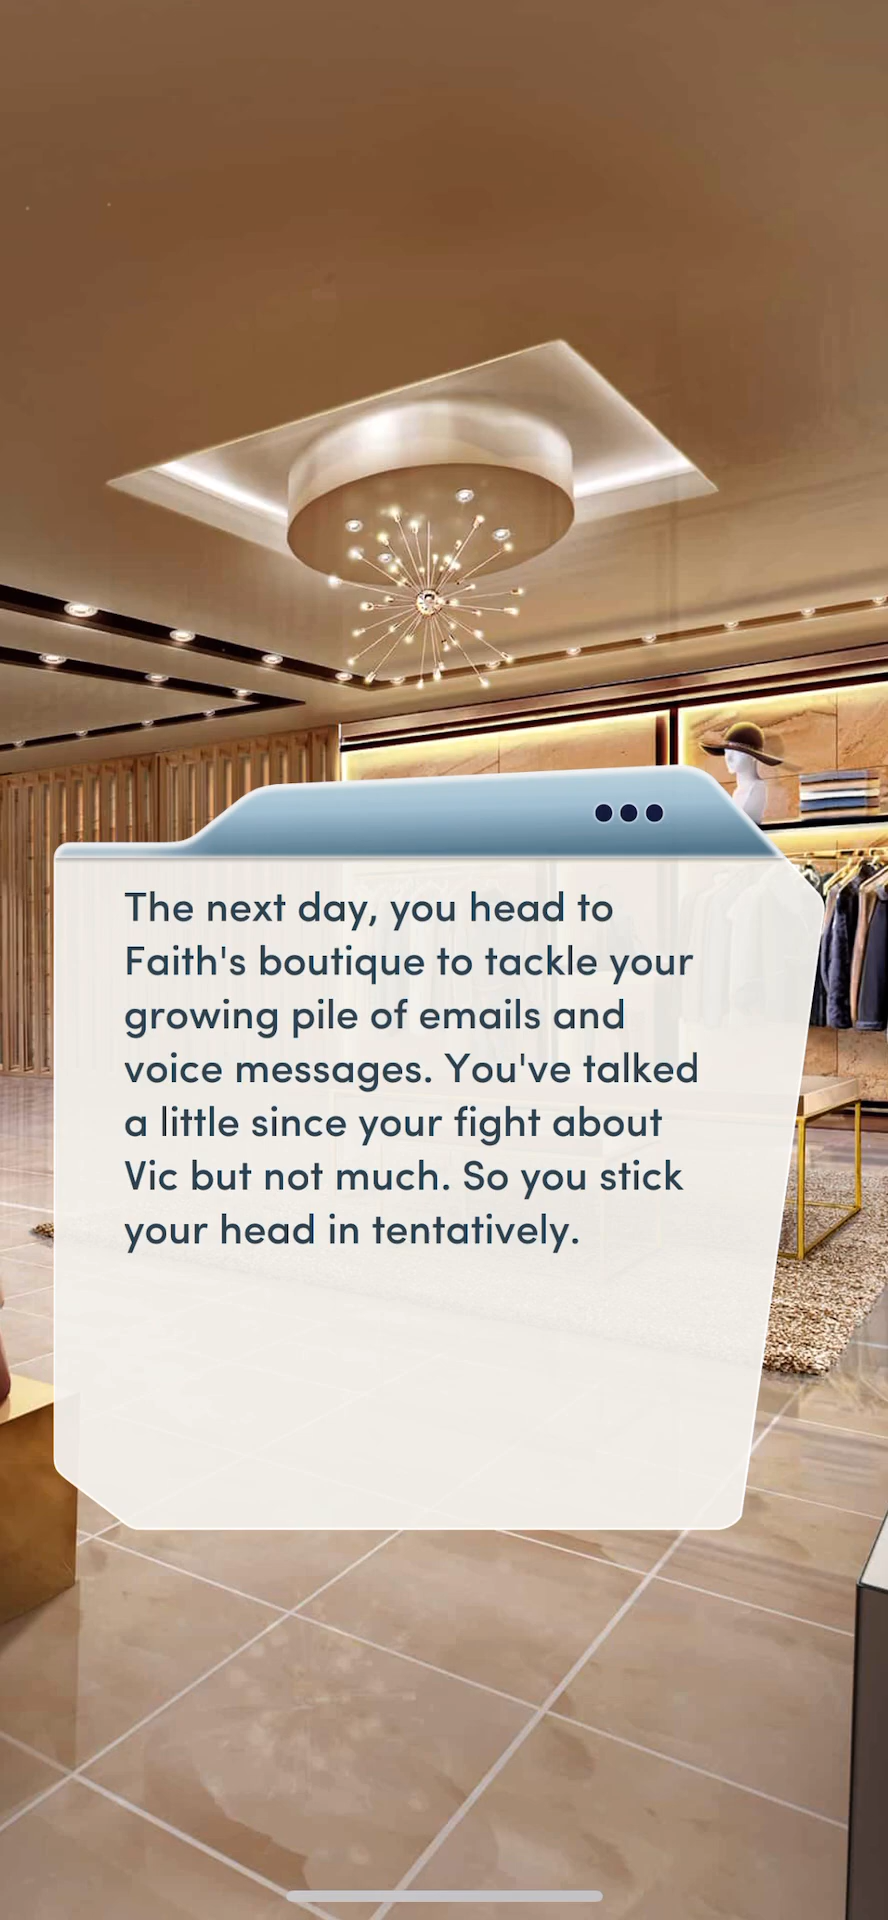 The next day, you head to
Faith's boutique to tackle your
growing pile of emails and
voice messages. You've talked
a little since your fight about
Vic but not much. So you stick
your head in tentatively.